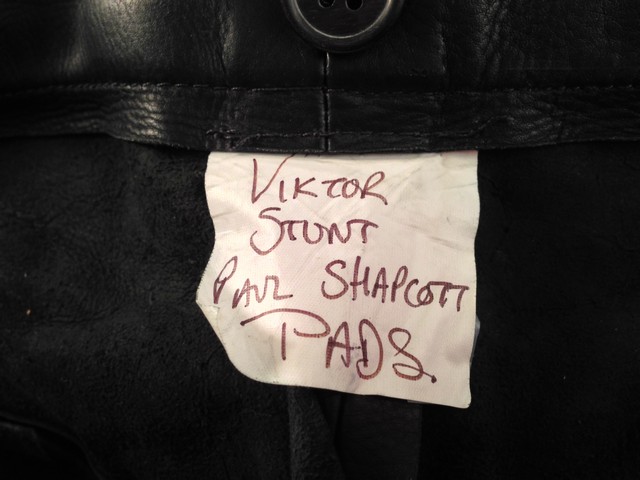 VIKTOR
STUNT
PAUL SHAPCOTT
PADS.